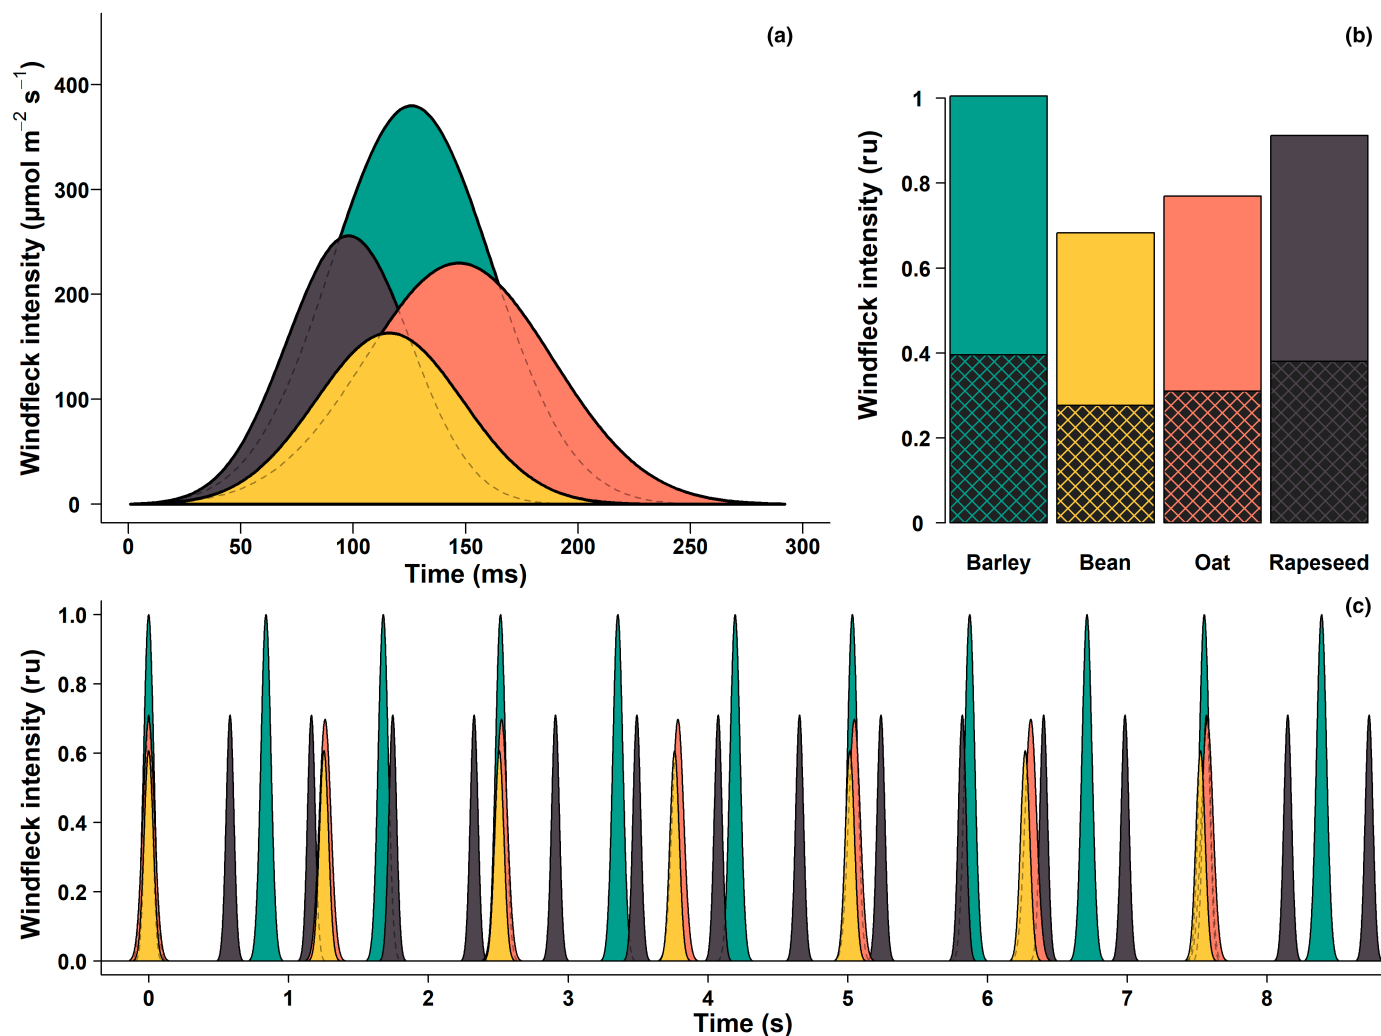 (a)
Windfleck intensity (µmol m⁻² s⁻¹)
400
300
200
100
0
0 50 100 150 200 250 300
Time (ms)
(b)
Windfleck intensity (ru)
1
0.8
0.6
0.4
0.2
0
Barley Bean Oat Rapeseed
(c)
Windfleck intensity (ru)
1.0
0.8
0.6
0.4
0.2
0.0
0 1 2 3 4 5 6 7 8
Time (s)